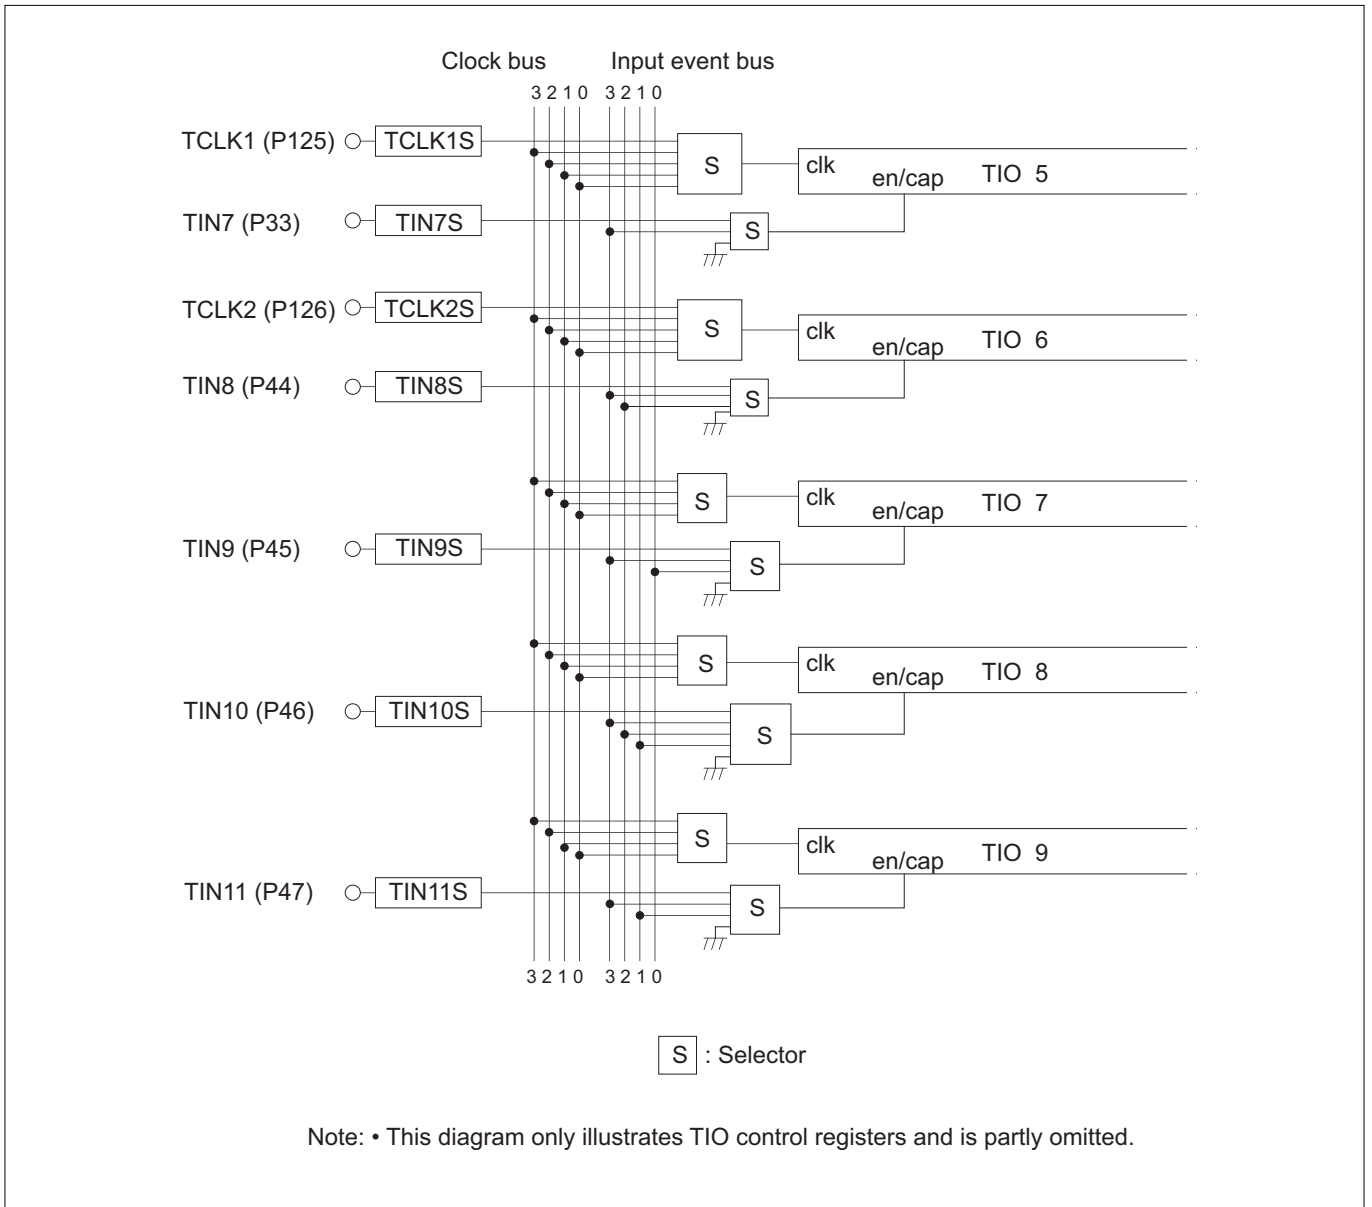 Clock bus Input event bus
3 2 1 0 3 2 1 0
TCLK1 (P125) TCLK1S S clk en/cap TIO 5
TIN7 (P33) TIN7S S
TCLK2 (P126) TCLK2S S clk en/cap TIO 6
TIN8 (P44) TIN8S S
S clk en/cap TIO 7
TIN9 (P45) TIN9S S
S clk en/cap TIO 8
TIN10 (P46) TIN10S S
S clk en/cap TIO 9
TIN11 (P47) TIN11S S
3 2 1 0 3 2 1 0
S : Selector
Note: • This diagram only illustrates TIO control registers and is partly omitted.